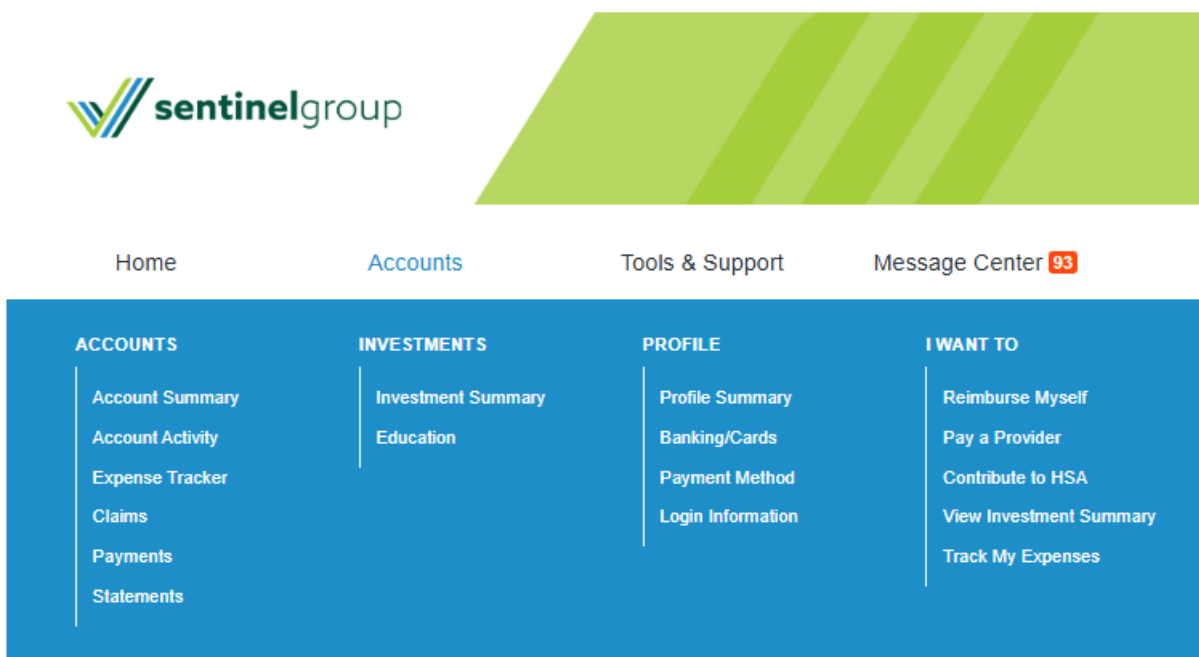 sentinelgroup
Home Accounts Tools & Support Message Center 93
ACCOUNTS
Account Summary
Account Activity
Expense Tracker
Claims
Payments
Statements
INVESTMENTS
Investment Summary
Education
PROFILE
Profile Summary
Banking/Cards
Payment Method
Login Information
I WANT TO
Reimburse Myself
Pay a Provider
Contribute to HSA
View Investment Summary
Track My Expenses